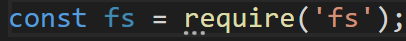 const fs = require('fs');